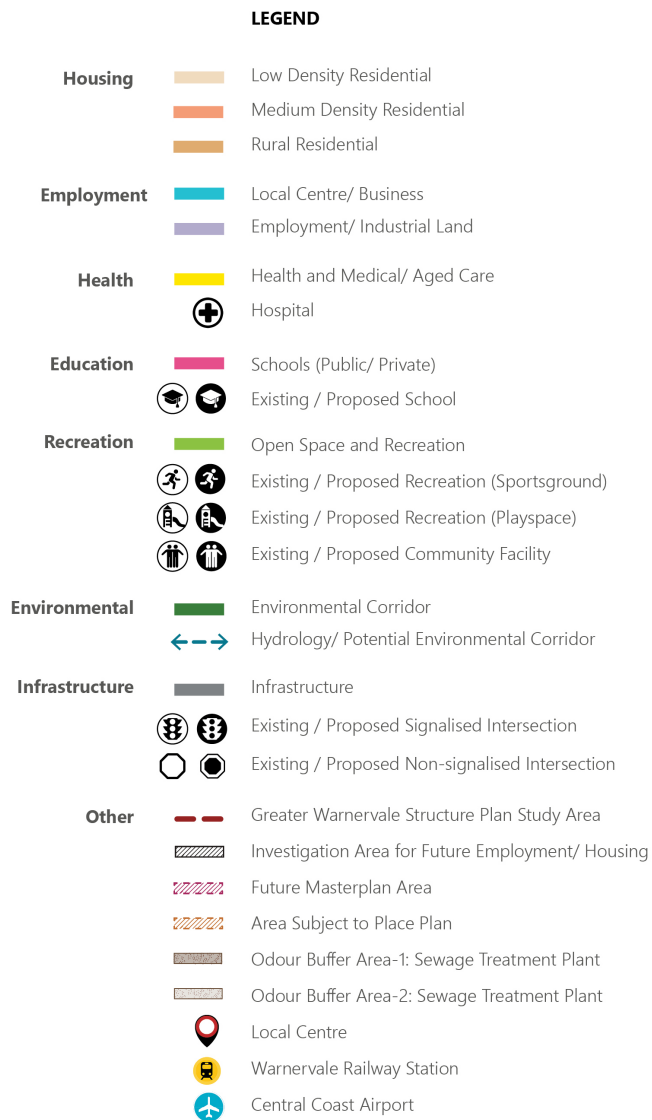 LEGEND
Housing
Low Density Residential
Medium Density Residential
Rural Residential
Employment
Local Centre/ Business
Employment/ Industrial Land
Health
Health and Medical/ Aged Care
Hospital
Education
Schools (Public/ Private)
Existing / Proposed School
Recreation
Open Space and Recreation
Existing / Proposed Recreation (Sportsground)
Existing / Proposed Recreation (Playspace)
Existing / Proposed Community Facility
Environmental
Environmental Corridor
Hydrology/ Potential Environmental Corridor
Infrastructure
Infrastructure
Existing / Proposed Signalised Intersection
Existing / Proposed Non-signalised Intersection
Other
Greater Warnervale Structure Plan Study Area
Investigation Area for Future Employment/ Housing
Future Masterplan Area
Area Subject to Place Plan
Odour Buffer Area-1: Sewage Treatment Plant
Odour Buffer Area-2: Sewage Treatment Plant
Local Centre
Warnervale Railway Station
Central Coast Airport